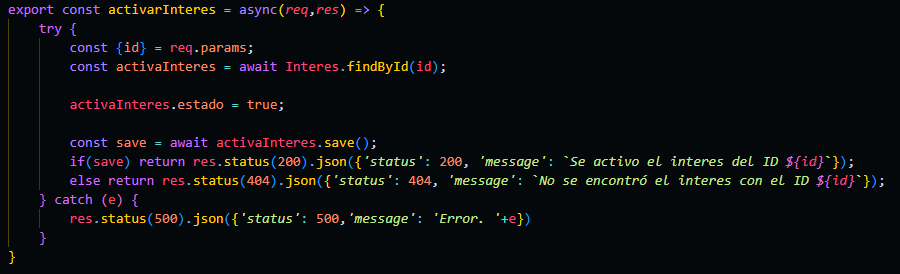 export const activarInteres = async(req,res) => {
    try {
        const {id} = req.params;
        const activaInteres = await Interes.findById(id);

        activaInteres.estado = true;

        const save = await activaInteres.save();
        if(save) return res.status(200).json({'status': 200, 'message': `Se activo el interes del ID ${id}`});
        else return res.status(404).json({'status': 404, 'message': `No se encontró el interes con el ID ${id}`});
    } catch (e) {
        res.status(500).json({'status': 500,'message': 'Error. '+e})
    }
}